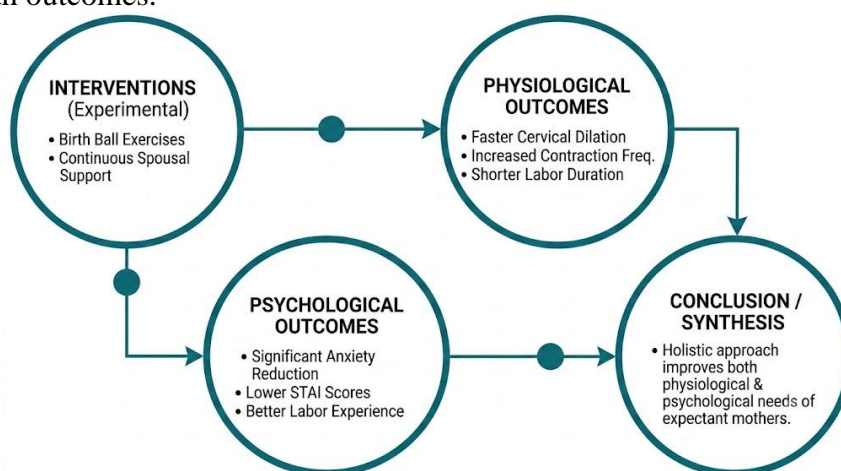 outcomes.
INTERVENTIONS
(Experimental)
• Birth Ball Exercises
• Continuous Spousal
Support
PHYSIOLOGICAL
OUTCOMES
• Faster Cervical Dilation
• Increased Contraction Freq.
• Shorter Labor Duration
PSYCHOLOGICAL
OUTCOMES
• Significant Anxiety
Reduction
• Lower STAI Scores
• Better Labor Experience
CONCLUSION /
SYNTHESIS
• Holistic approach
improves both
physiological &
psychological needs of
expectant mothers.